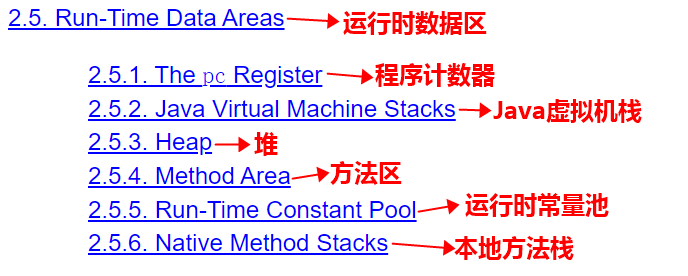 2.5. Run-Time Data Areas 运行时数据区
2.5.1. The pc Register 程序计数器
2.5.2. Java Virtual Machine Stacks Java虚拟机栈
2.5.3. Heap 堆
2.5.4. Method Area 方法区
2.5.5. Run-Time Constant Pool 运行时常量池
2.5.6. Native Method Stacks 本地方法栈